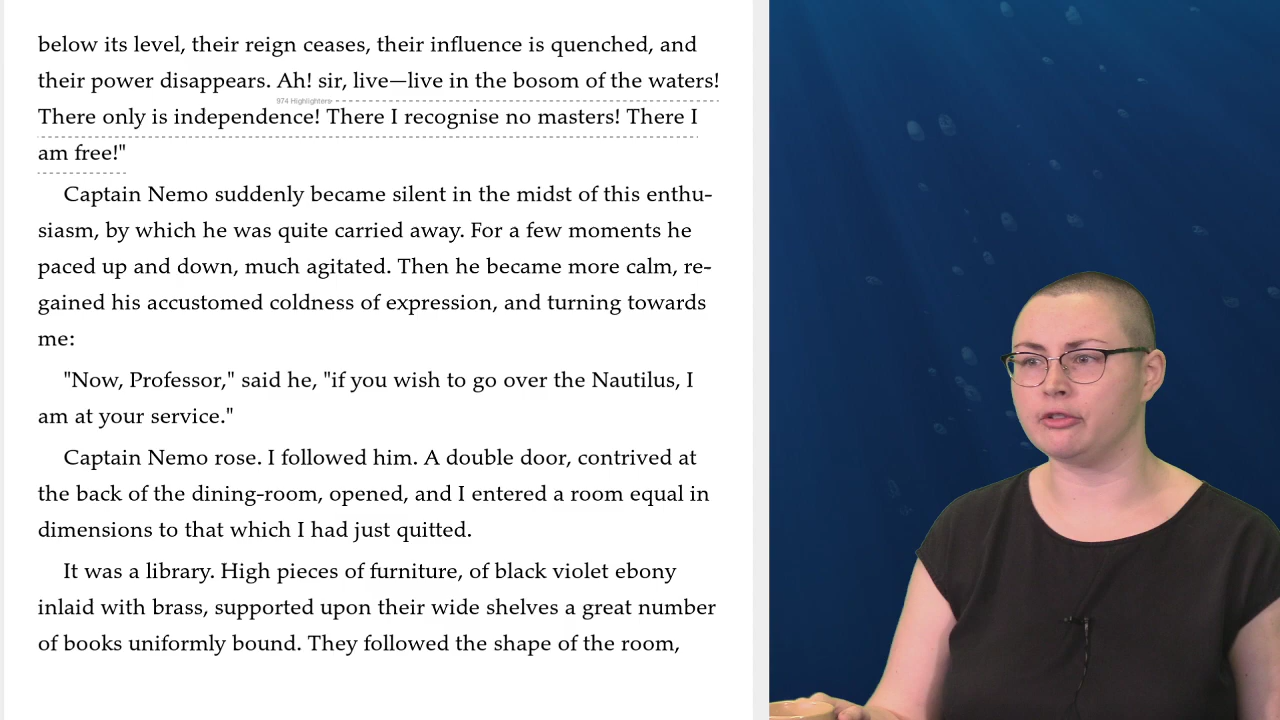 below its level, their reign ceases, their influence is quenched, and
their power disappears. Ah! sir, live—live in the bosom of the waters!
974 Highlighters
There only is independence! There I recognise no masters! There I
am free!"
Captain Nemo suddenly became silent in the midst of this enthu-
siasm, by which he was quite carried away. For a few moments he
paced up and down, much agitated. Then he became more calm, re-
gained his accustomed coldness of expression, and turning towards
me:
"Now, Professor," said he, "if you wish to go over the Nautilus, I
am at your service."
Captain Nemo rose. I followed him. A double door, contrived at
the back of the dining-room, opened, and I entered a room equal in
dimensions to that which I had just quitted.
It was a library. High pieces of furniture, of black violet ebony
inlaid with brass, supported upon their wide shelves a great number
of books uniformly bound. They followed the shape of the room,